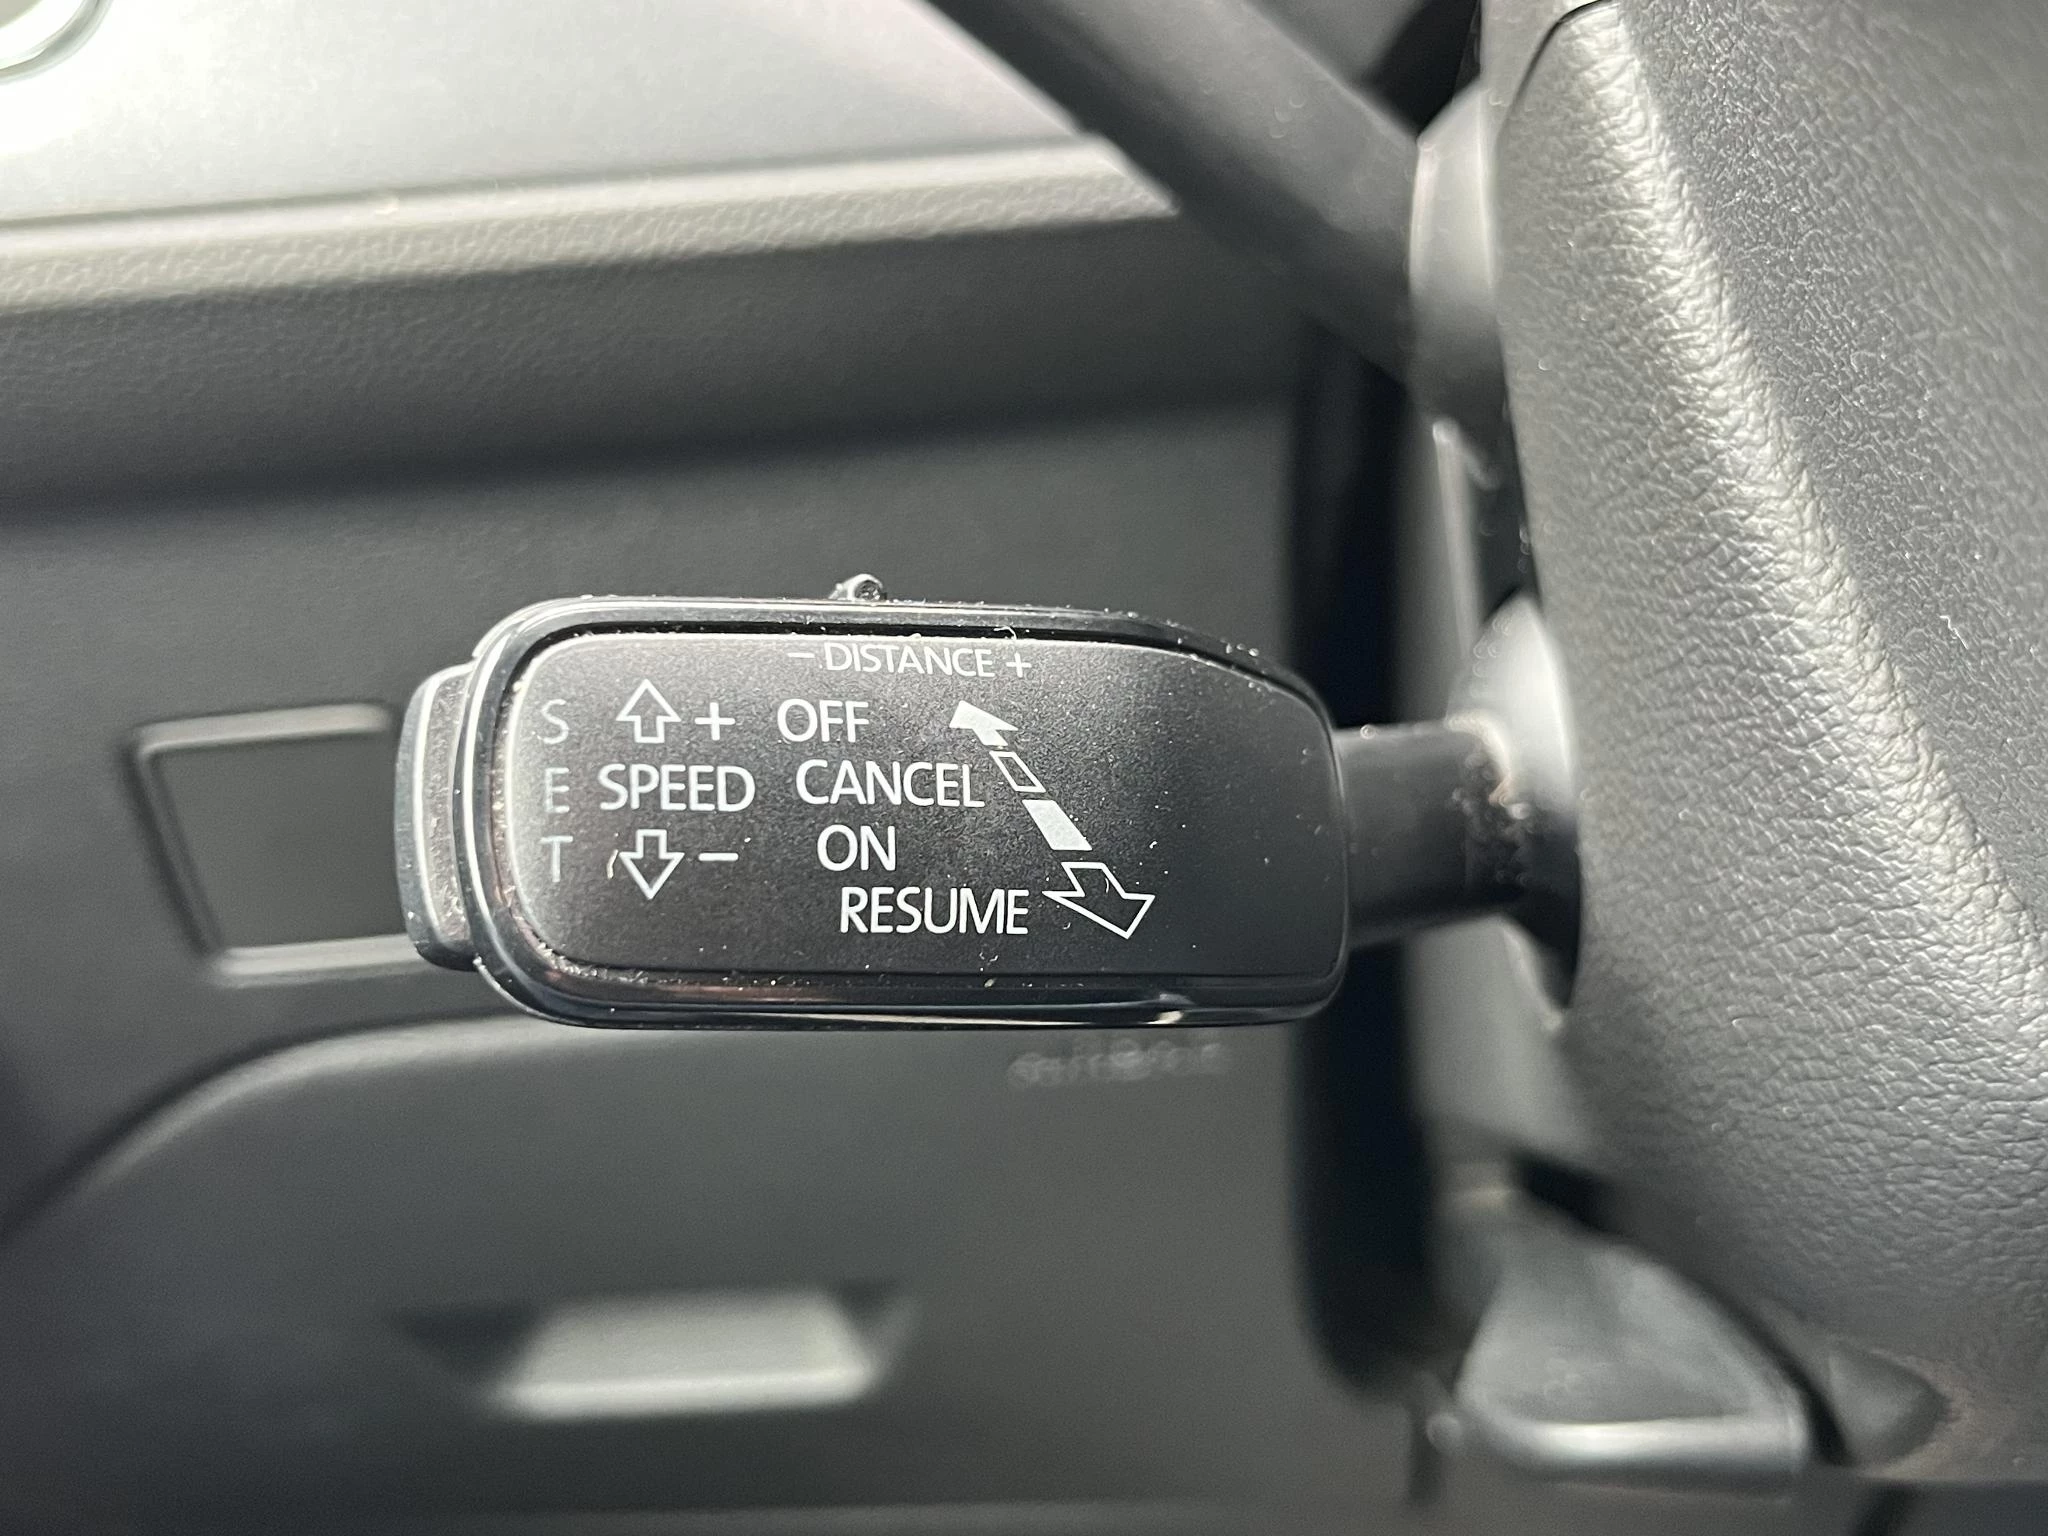 – DISTANCE +
S + OFF
E SPEED CANCEL
T – ON
RESUME